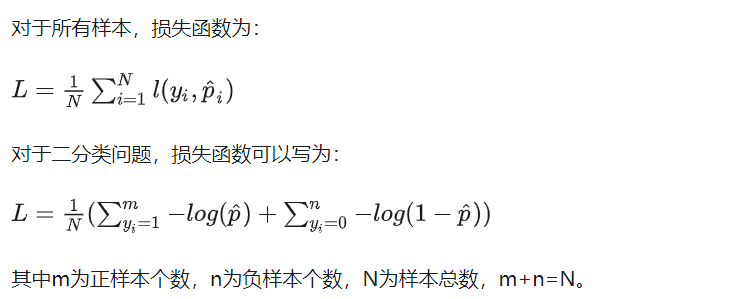 对于所有样本，损失函数为：
L = \frac{1}{N} \sum_{i=1}^{N} l(y_i, \hat{p}_i)
对于二分类问题，损失函数可以写为：
L = \frac{1}{N} (\sum_{y_i=1}^{m} -log(\hat{p}) + \sum_{y_i=0}^{n} -log(1 - \hat{p}))
其中m为正样本个数，n为负样本个数，N为样本总数，m+n=N。